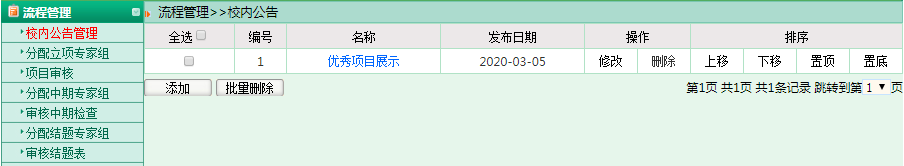 流程管理
校内公告管理
分配立项专家组
项目审核
分配中期专家组
审核中期检查
分配结题专家组
审核结题表
流程管理>>校内公告
全选 编号 名称 发布日期 操作 排序
1 优秀项目展示 2020-03-05 修改 删除 上移 下移 置顶 置底
添加 批量删除 第1页 共1页 共1条记录 跳转到第 1 页